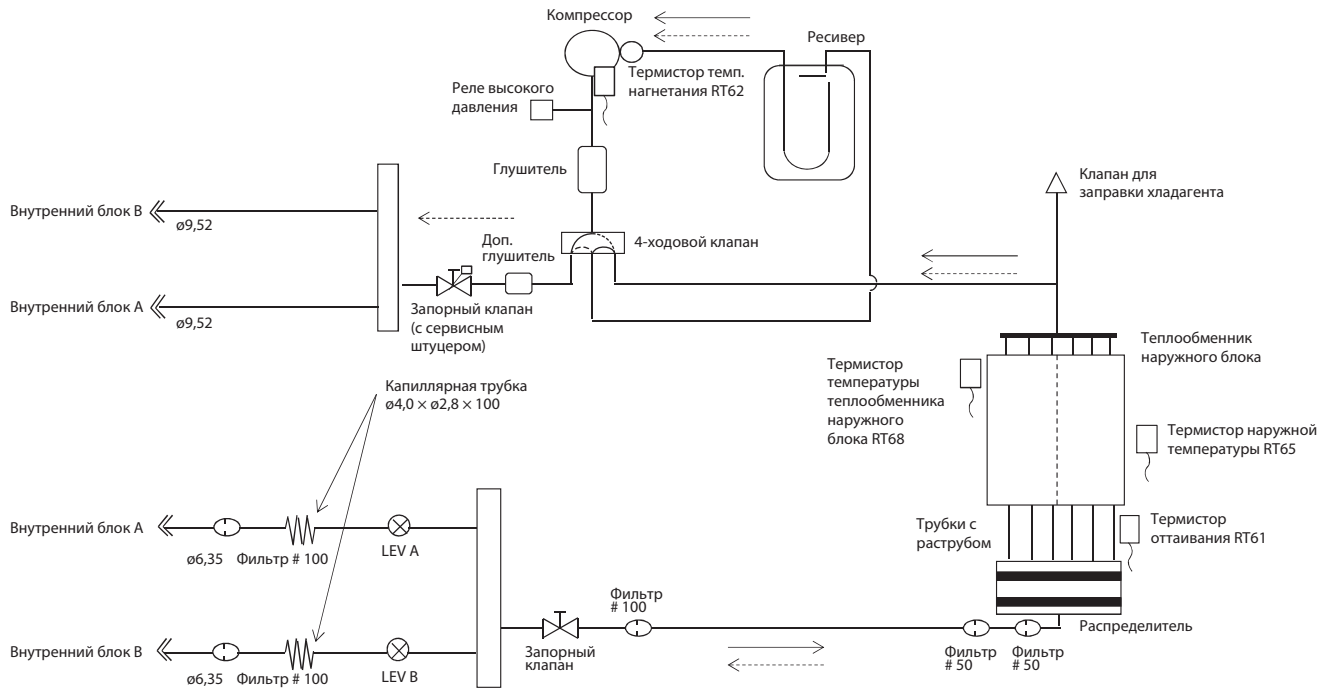 Компрессор
Ресивер
Термистор темп.
нагнетания RT62
Реле высокого
давления
Глушитель
Клапан для
заправки хладагента
Внутренний блок B
ø9,52
Доп.
глушитель
4-ходовой клапан
Внутренний блок A
ø9,52
Запорный клапан
(с сервисным
штуцером)
Теплообменник
наружного блока
Термистор
температуры
теплообменника
наружного
блока RT68
Капиллярная трубка
ø4,0 × ø2,8 × 100
Термистор наружной
температуры RT65
Внутренний блок A
ø6,35
Фильтр # 100
LEV A
Трубки с
раструбом
Термистор
оттаивания RT61
Фильтр
# 100
Распределитель
Внутренний блок B
ø6,35
Фильтр # 100
LEV B
Запорный
клапан
Фильтр
# 50
Фильтр
# 50